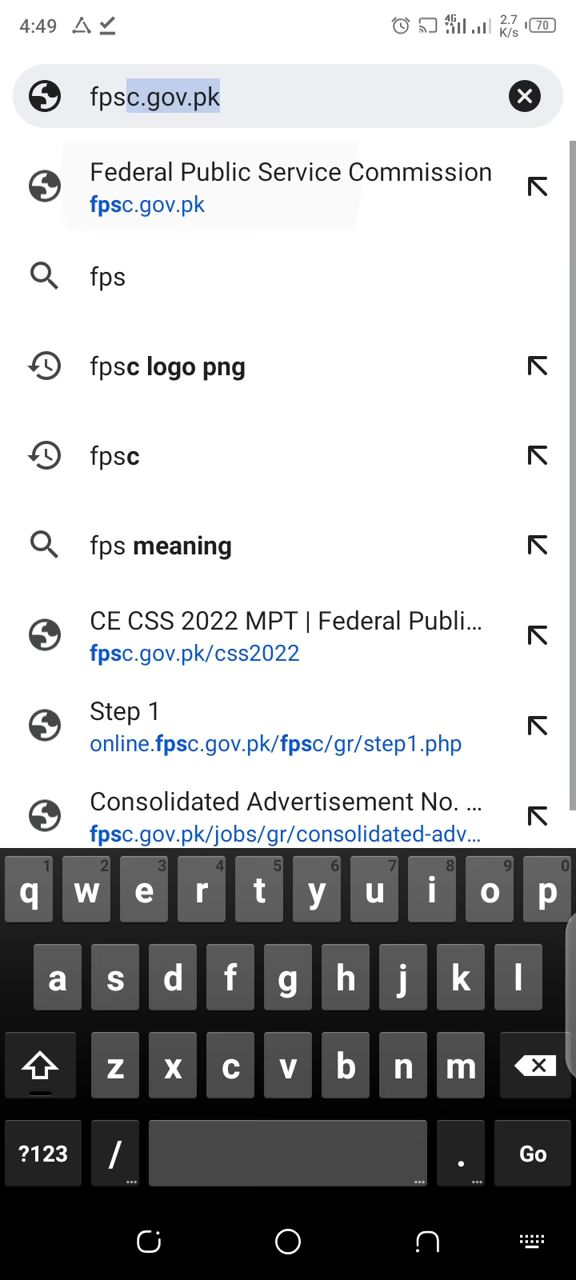 4:49 4G 2.7 K/s 70
fpsc.gov.pk
Federal Public Service Commission
fpsc.gov.pk
fps
fpsc logo png
fpsc
fps meaning
CE CSS 2022 MPT | Federal Publi...
fpsc.gov.pk/css2022
Step 1
online.fpsc.gov.pk/fpsc/gr/step1.php
Consolidated Advertisement No. ...
fpsc.gov.pk/jobs/gr/consolidated-adv...
1 2 3 4 5 6 7 8 9 0
q w e r t y u i o p
a s d f g h j k l
z x c v b n m
?123 / ... ... . ... Go